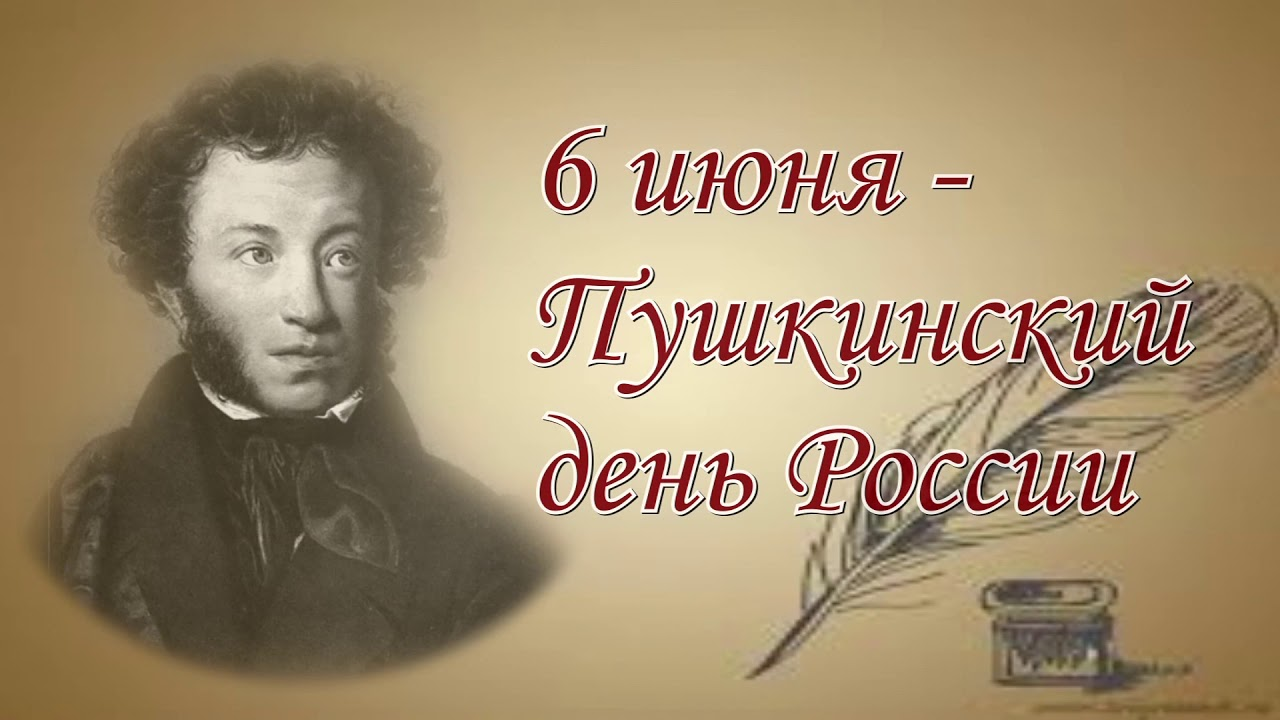 6 июня -
Пушкинский
день России